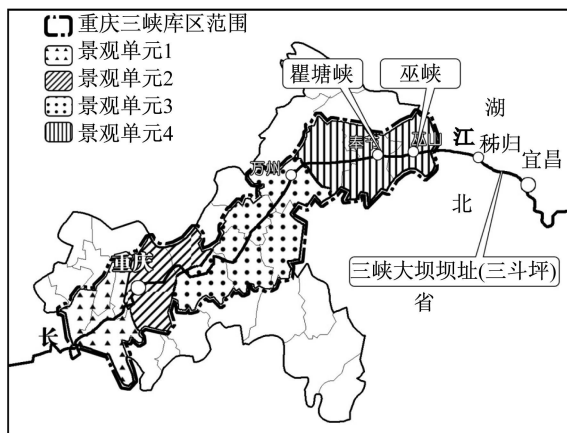 重庆三峡库区范围
景观单元1
景观单元2
景观单元3
景观单元4
瞿塘峡
巫峡
湖
江
秭归
宜昌
奉节
巫山
万州
北
三峡大坝坝址(三斗坪)
省
重庆
长